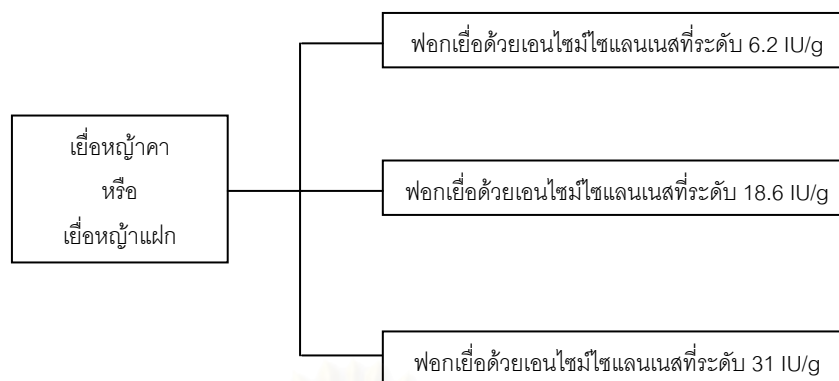 ฟอกเยื่อด้วยเอนไซม์ไซแลนเนสที่ระดับ 6.2 IU/g
เยื่อหญ้าคา
หรือ
เยื่อหญ้าแฝก
ฟอกเยื่อด้วยเอนไซม์ไซแลนเนสที่ระดับ 18.6 IU/g
ฟอกเยื่อด้วยเอนไซม์ไซแลนเนสที่ระดับ 31 IU/g